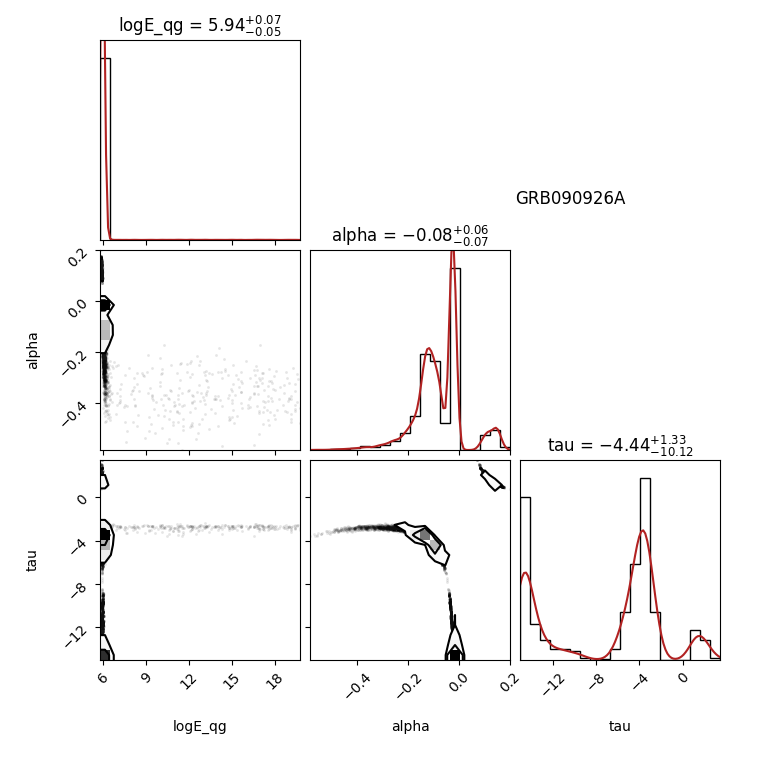 logE_qg = 5.94+0.07−0.05
GRB090926A
alpha = −0.08+0.06−0.07
0.2
0.0
−0.2
−0.4
alpha
tau = −4.44+1.33−10.12
0
−4
−8
−12
tau
6 9 12 15 18
−0.4 −0.2 0.0 0.2
−12 −8 −4 0
logE_qg alpha tau